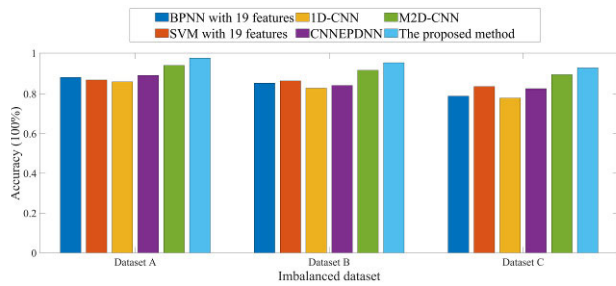 BPNN with 19 features 1D-CNN M2D-CNN
SVM with 19 features CNNEPDNN The proposed method
1
0.8
0.6
0.4
0.2
0
Accuracy (100%)
Dataset A Dataset B Dataset C
Imbalanced dataset